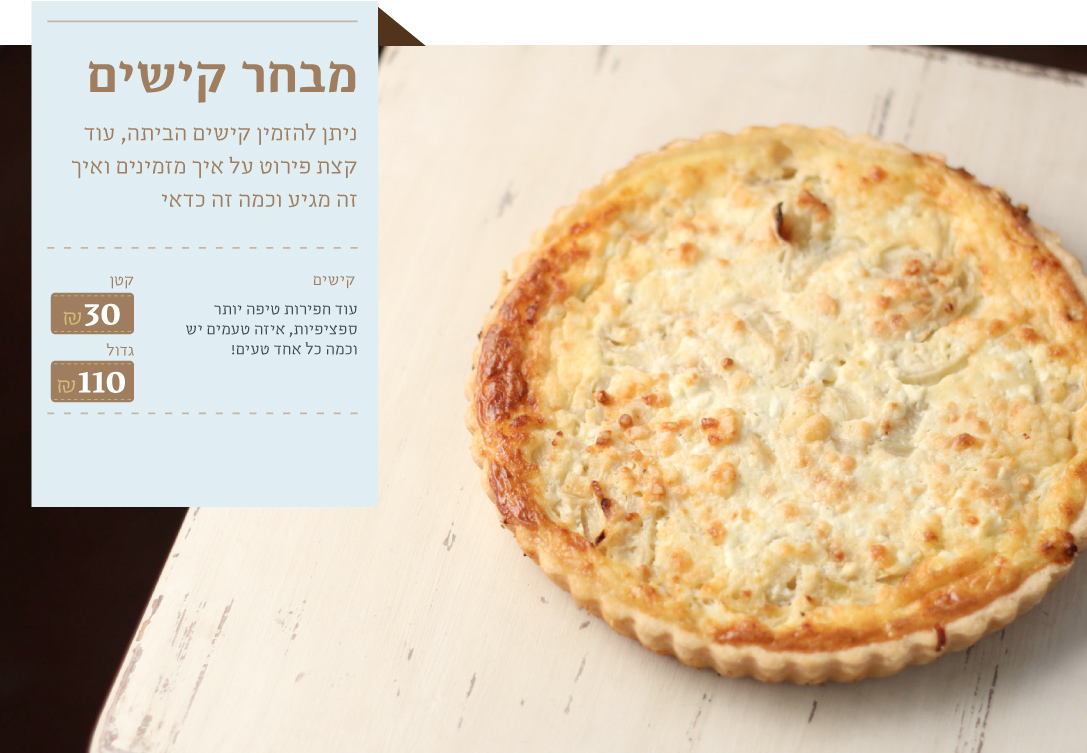 מבחר קישים
ניתן להזמין קישים הביתה, עוד
קצת פירוט על איך מזמינים ואיך
זה מגיע וכמה זה כדאי
קישים
עוד חפירות טיפה יותר
ספציפיות, איזה טעמים יש
וכמה כל אחד טעים!
קטן
30₪
גדול
110₪